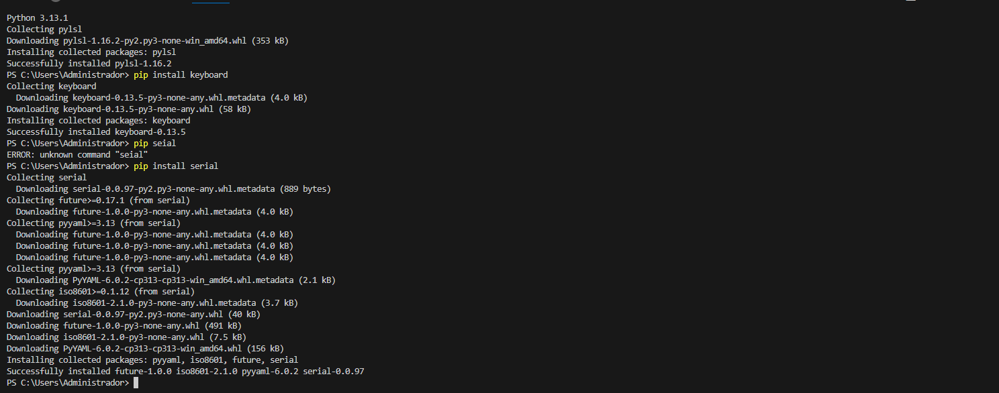 Python 3.13.1
Collecting pylsl
Downloading pylsl-1.16.2-py2.py3-none-win_amd64.whl (353 kB)
Installing collected packages: pylsl
Successfully installed pylsl-1.16.2
PS C:\Users\Administrador> pip install keyboard
Collecting keyboard
  Downloading keyboard-0.13.5-py3-none-any.whl.metadata (4.0 kB)
Downloading keyboard-0.13.5-py3-none-any.whl (58 kB)
Installing collected packages: keyboard
Successfully installed keyboard-0.13.5
PS C:\Users\Administrador> pip seial
ERROR: unknown command "seial"
PS C:\Users\Administrador> pip install serial
Collecting serial
  Downloading serial-0.0.97-py2.py3-none-any.whl.metadata (889 bytes)
Collecting future>=0.17.1 (from serial)
  Downloading future-1.0.0-py3-none-any.whl.metadata (4.0 kB)
Collecting pyyaml>=3.13 (from serial)
  Downloading future-1.0.0-py3-none-any.whl.metadata (4.0 kB)
  Downloading future-1.0.0-py3-none-any.whl.metadata (4.0 kB)
  Downloading future-1.0.0-py3-none-any.whl.metadata (4.0 kB)
Collecting pyyaml>=3.13 (from serial)
  Downloading PyYAML-6.0.2-cp313-cp313-win_amd64.whl.metadata (2.1 kB)
Collecting iso8601>=0.1.12 (from serial)
  Downloading iso8601-2.1.0-py3-none-any.whl.metadata (3.7 kB)
Downloading serial-0.0.97-py2.py3-none-any.whl (40 kB)
Downloading future-1.0.0-py3-none-any.whl (491 kB)
Downloading iso8601-2.1.0-py3-none-any.whl (7.5 kB)
Downloading PyYAML-6.0.2-cp313-cp313-win_amd64.whl (156 kB)
Installing collected packages: pyyaml, iso8601, future, serial
Successfully installed future-1.0.0 iso8601-2.1.0 pyyaml-6.0.2 serial-0.0.97
PS C:\Users\Administrador>